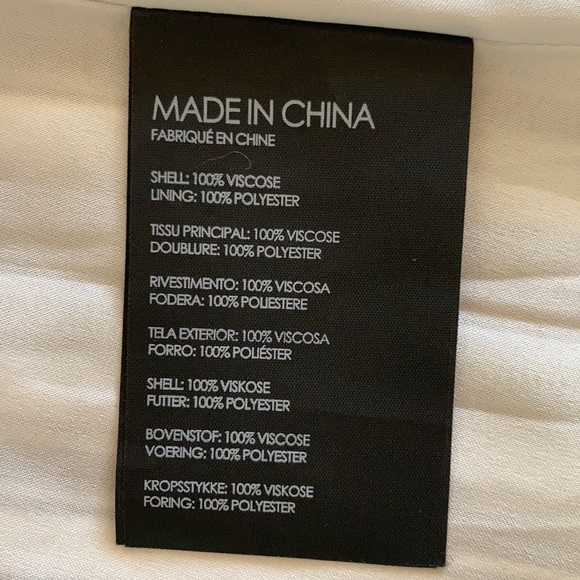 MADE IN CHINA
FABRIQUÉ EN CHINE
SHELL: 100% VISCOSE
LINING: 100% POLYESTER
TISSU PRINCIPAL: 100% VISCOSE
DOUBLURE: 100% POLYESTER
RIVESTIMENTO: 100% VISCOSA
FODERA: 100% POLIESTERE
TELA EXTERIOR: 100% VISCOSA
FORRO: 100% POLIÉSTER
SHELL: 100% VISKOSE
FUTTER: 100% POLYESTER
BOVENSTOF: 100% VISCOSE
VOERING: 100% POLYESTER
KROPSSTYKKE: 100% VISKOSE
FORING: 100% POLYESTER